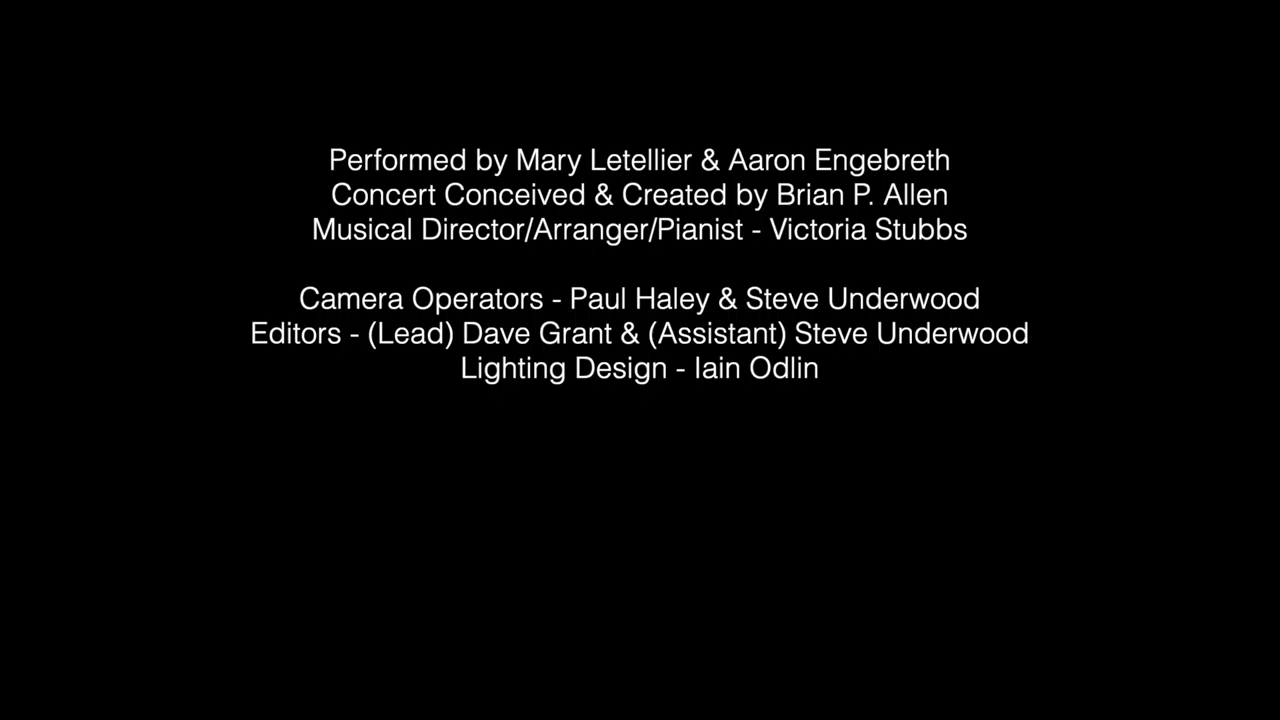 Performed by Mary Letellier & Aaron Engebreth
Concert Conceived & Created by Brian P. Allen
Musical Director/Arranger/Pianist - Victoria Stubbs
Camera Operators - Paul Haley & Steve Underwood
Editors - (Lead) Dave Grant & (Assistant) Steve Underwood
Lighting Design - Iain Odlin